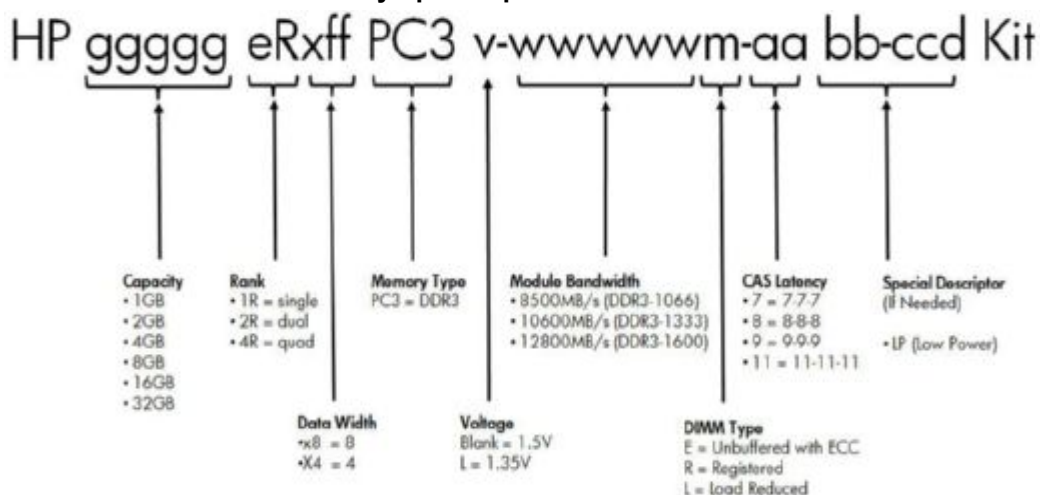 HP ggggg eRxff PC3 v-wwwwwm-aa bb-ccd Kit
Capacity
• 1GB
• 2GB
• 4GB
• 8GB
• 16GB
• 32GB
Rank
• 1R = single
• 2R = dual
• 4R = quad
Memory Type
PC3 = DDR3
Module Bandwidth
• 8500MB/s (DDR3-1066)
• 10600MB/s (DDR3-1333)
• 12800MB/s (DDR3-1600)
CAS Latency
• 7 = 7-7-7
• 8 = 8-8-8
• 9 = 9-9-9
• 11 = 11-11-11
Special Descriptor
(If Needed)
• LP (Low Power)
Data Width
•x8 = 8
•X4 = 4
Voltage
Blank = 1.5V
L = 1.35V
DIMM Type
E = Unbuffered with ECC
R = Registered
L = Load Reduced